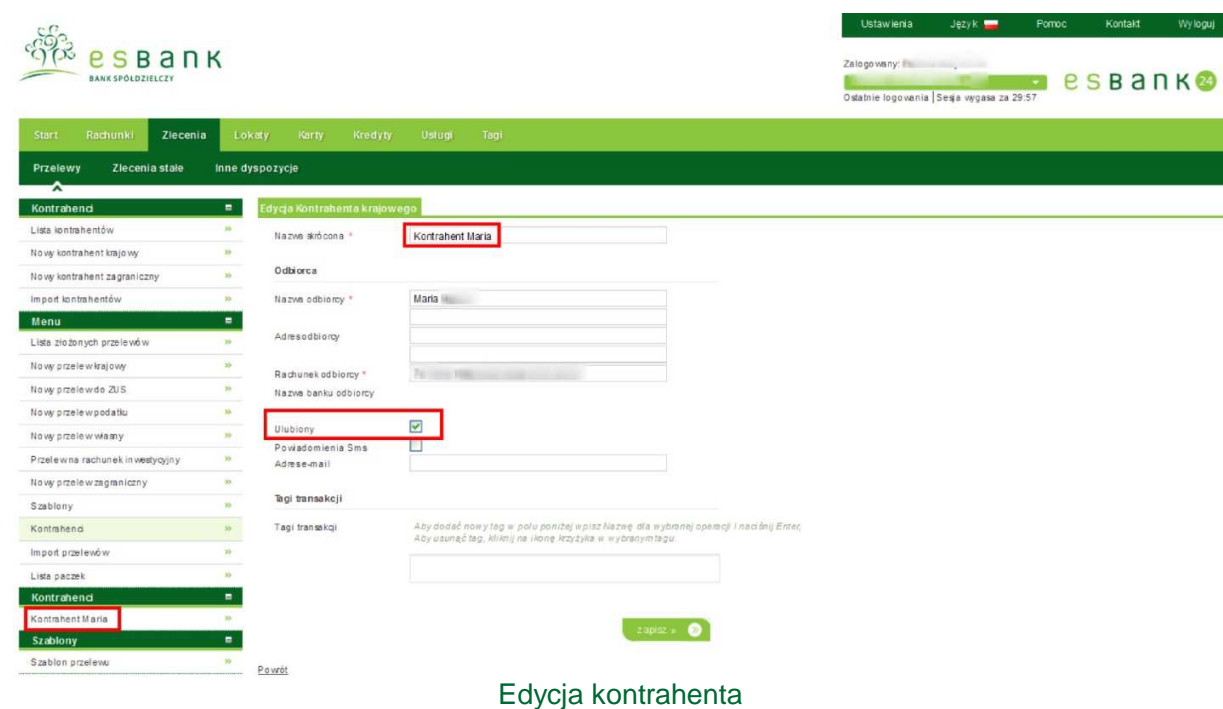 Ustawienia Język Pomoc Kontakt Wyloguj
esBank
BANK SPÓŁDZIELCZY
Zalogowany:
esBank 24
Ostatnie logowania | Sesja wygasa za 29:57
Start Rachunki Zlecenia Lokaty Karty Kredyty Usługi Tagi
Przelewy Zlecenia stałe Inne dyspozycje
Kontrahenci
Lista kontrahentów
Nowy kontrahent krajowy
Nowy kontrahent zagraniczny
Import kontrahentów
Menu
Lista złożonych przelewów
Nowy przelew krajowy
Nowy przelew do ZUS
Nowy przelew podatku
Nowy przelew własny
Przelew na rachunek inwestycyjny
Nowy przelew zagraniczny
Szablony
Kontrahenci
Import przelewów
Lista paczek
Kontrahenci
Kontrahent Maria
Szablony
Szablon przelewu
Edycja Kontrahenta krajowego
Nazwa skrócona * Kontrahent Maria
Odbiorca
Nazwa odbiorcy * Maria
Adres odbiorcy
Rachunek odbiorcy *
Nazwa banku odbiorcy
Ulubiony
Powiadomienia Sms
Adres e-mail
Tagi transakcji
Tagi transakcji Aby dodać nowy tag w polu poniżej wpisz Nazwę dla wybranej operacji i naciśnij Enter,
Aby usunąć tag, kliknij na ikonę krzyżyka w wybranym tagu.
zapisz »
Powrót
Edycja kontrahenta